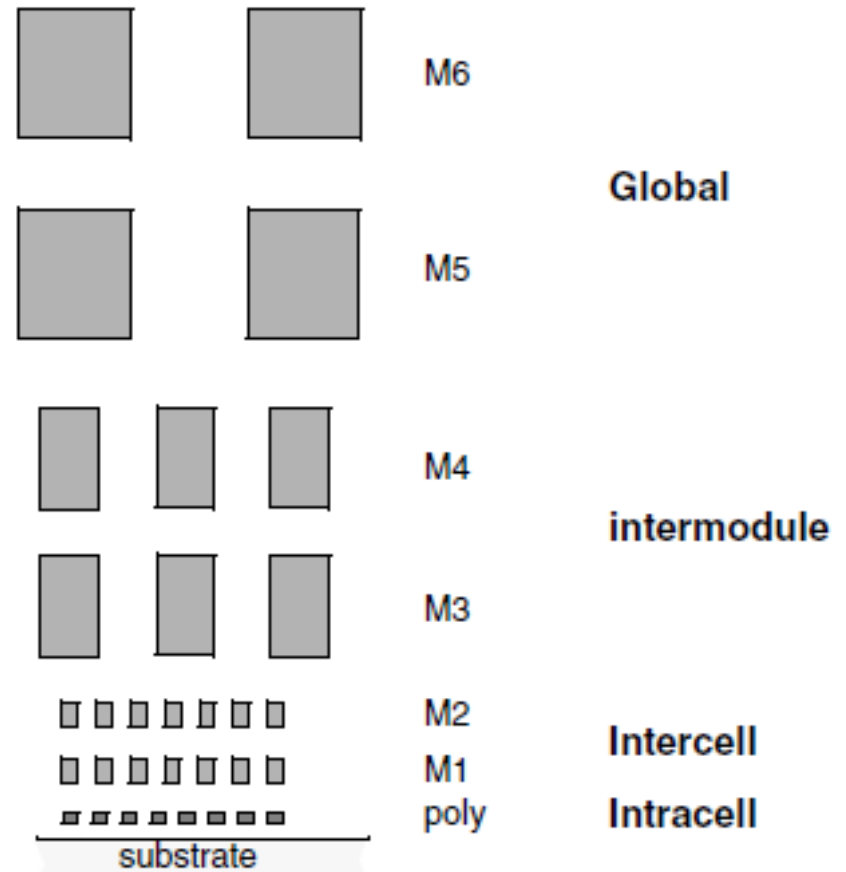 M6
Global
M5
M4
intermodule
M3
M2
Intercell
M1
poly Intracell
substrate